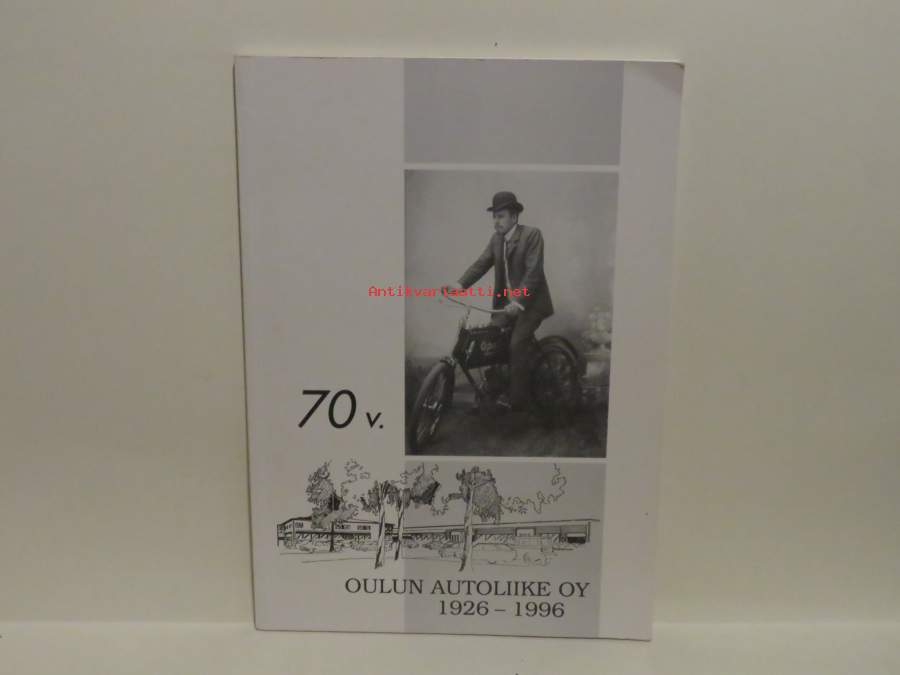 Antikvariaatti.net
70 v.
OULUN AUTOLIIKE OY
1926 – 1996